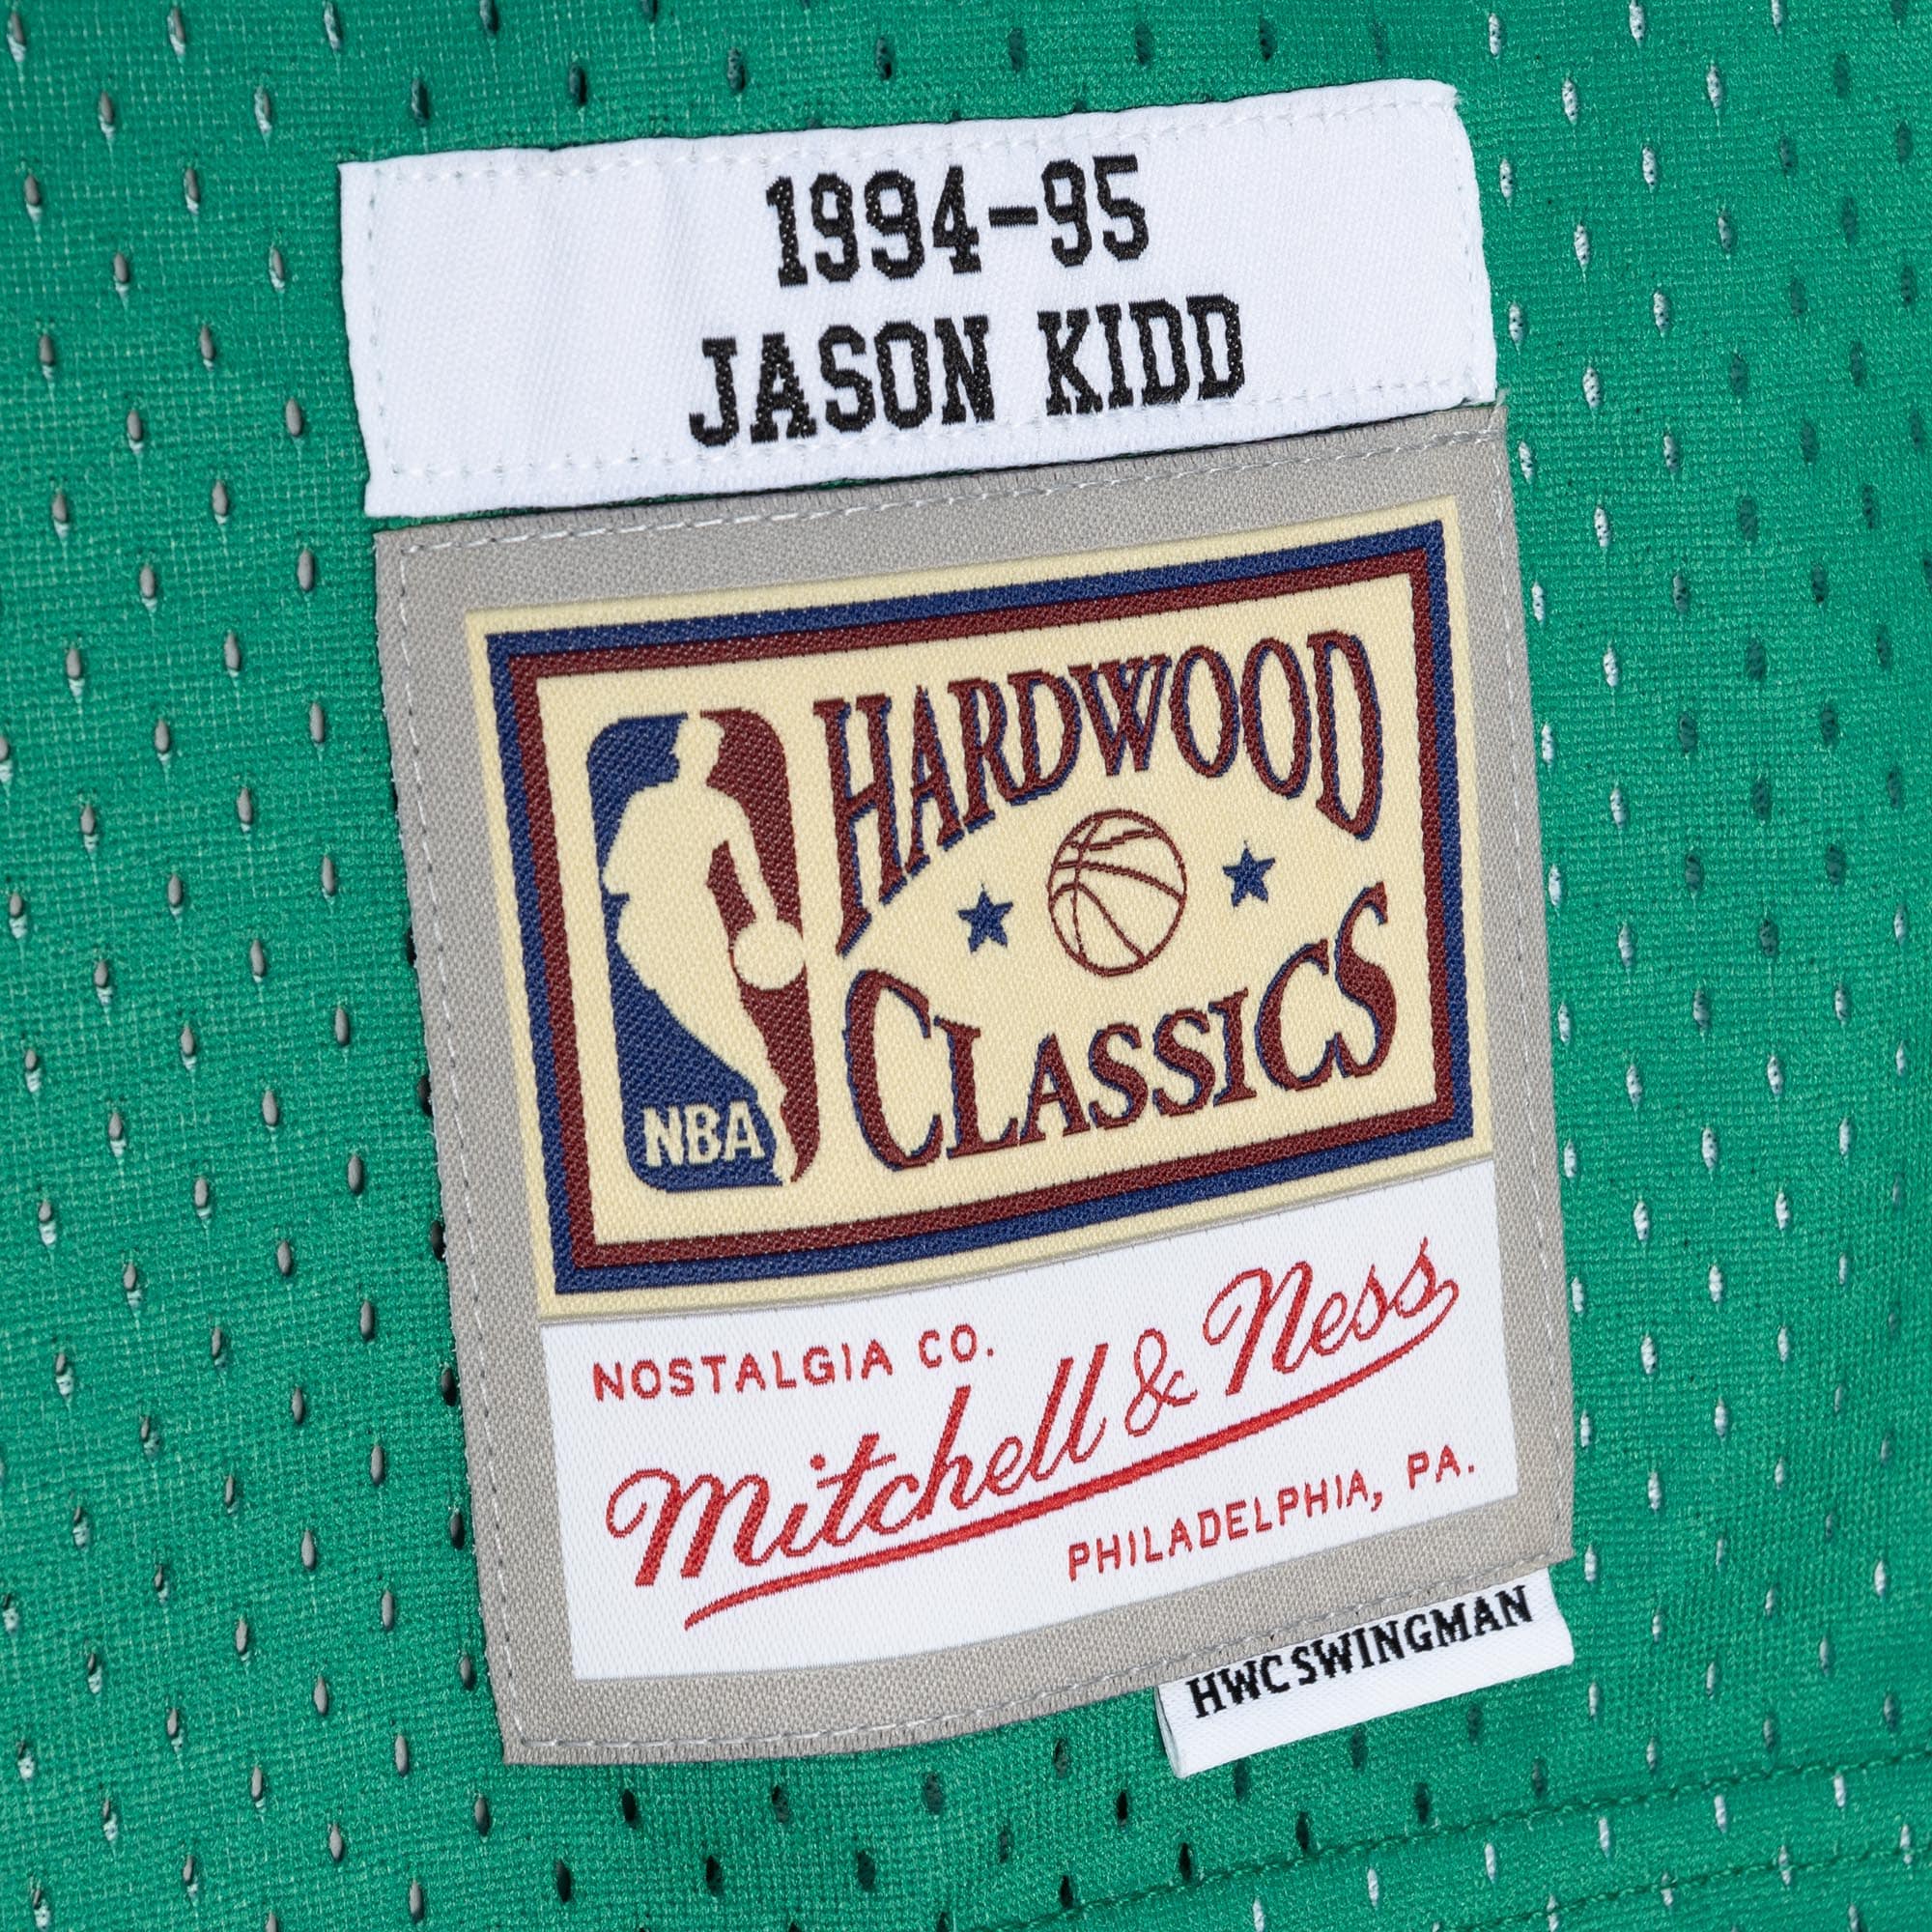 1994-95
JASON KIDD
HARDWOOD
CLASSICS
NBA
NOSTALGIA CO.
Mitchell & Ness
PHILADELPHIA, PA.
HWC SWINGMAN